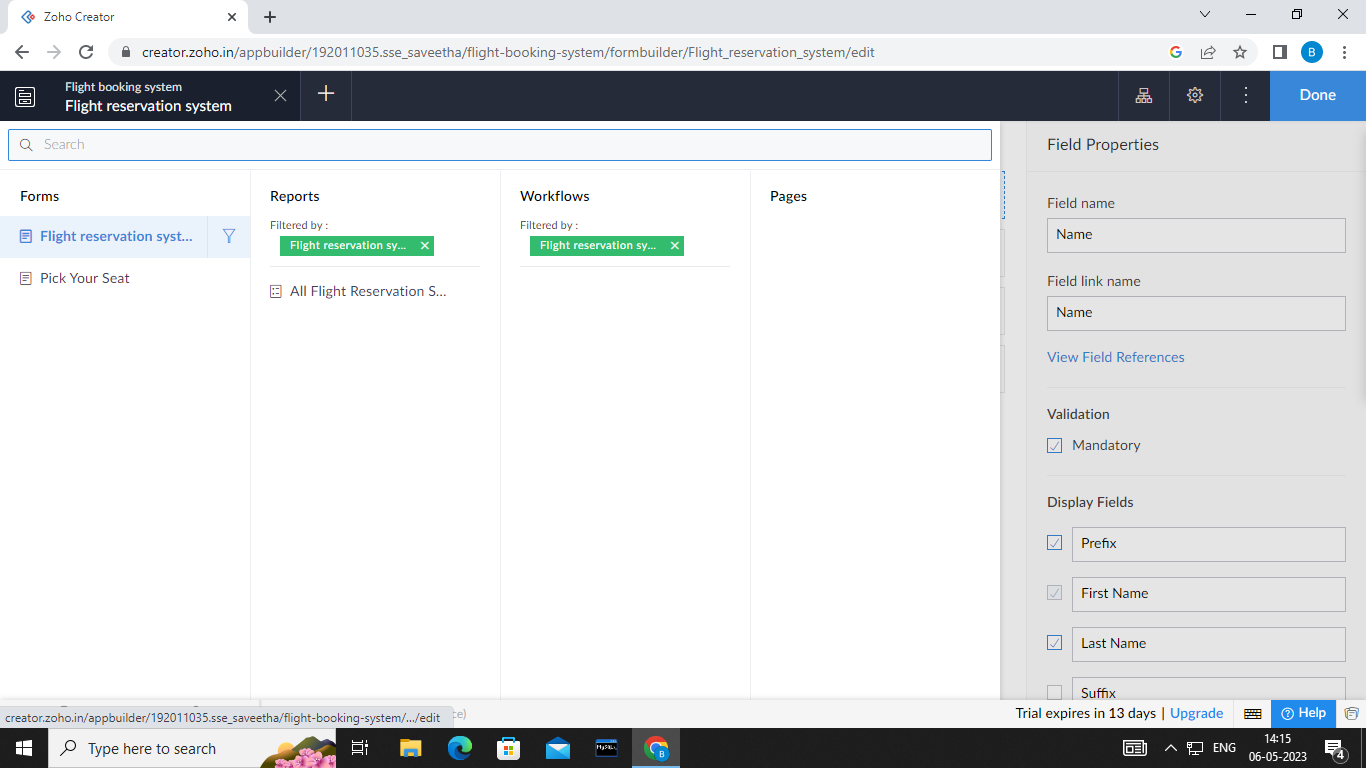 Zoho Creator
creator.zoho.in/appbuilder/192011035.sse_saveetha/flight-booking-system/formbuilder/Flight_reservation_system/edit
B
Flight booking system
Flight reservation system
Done
Search
Forms
Flight reservation syst...
Pick Your Seat
Reports
Filtered by :
Flight reservation sy...
All Flight Reservation S...
Workflows
Filtered by :
Flight reservation sy...
Pages
Field Properties
Field name
Name
Field link name
Name
View Field References
Validation
Mandatory
Display Fields
Prefix
First Name
Last Name
Suffix
creator.zoho.in/appbuilder/192011035.sse_saveetha/flight-booking-system/.../edit
Trial expires in 13 days | Upgrade
Help
Type here to search
MySQL
B
ENG
14:15
06-05-2023
4